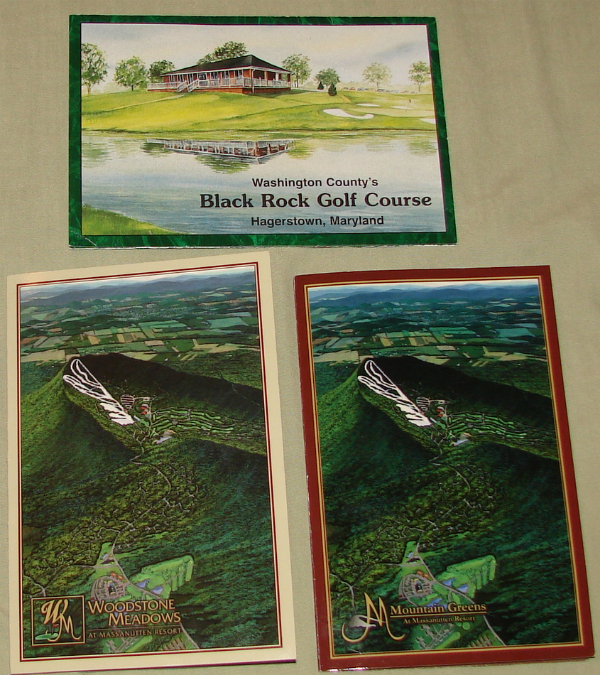 Washington County's
Black Rock Golf Course
Hagerstown, Maryland
WM
WOODSTONE
MEADOWS
AT MASSANUTTEN RESORT
M
Mountain Greens
At Massanutten Resort